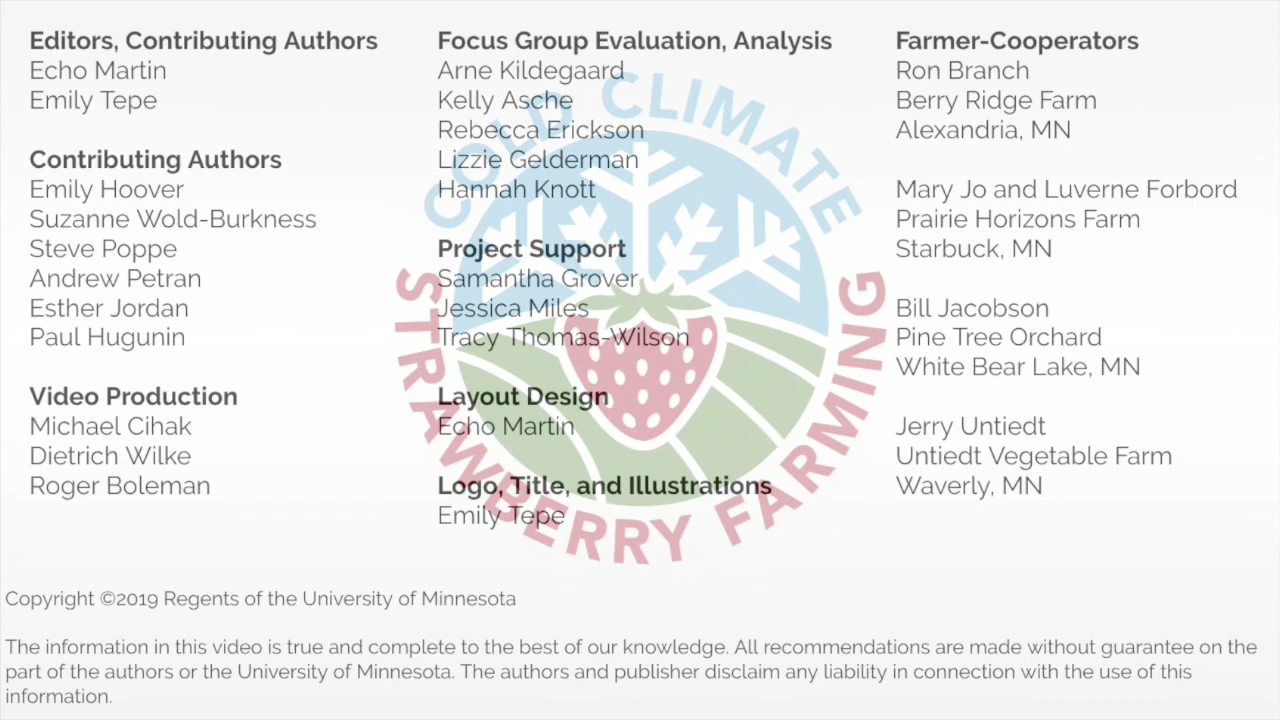 Editors, Contributing Authors
Echo Martin
Emily Tepe
Contributing Authors
Emily Hoover
Suzanne Wold-Burkness
Steve Poppe
Andrew Petran
Esther Jordan
Paul Hugunin
Video Production
Michael Cihak
Dietrich Wilke
Roger Boleman
Focus Group Evaluation, Analysis
Arne Kildegaard
Kelly Asche
Rebecca Erickson
Lizzie Gelderman
Hannah Knott
Project Support
Samantha Grover
Jessica Miles
Tracy Thomas-Wilson
Layout Design
Echo Martin
Logo, Title, and Illustrations
Emily Tepe
Farmer-Cooperators
Ron Branch
Berry Ridge Farm
Alexandria, MN
Mary Jo and Luverne Forbord
Prairie Horizons Farm
Starbuck, MN
Bill Jacobson
Pine Tree Orchard
White Bear Lake, MN
Jerry Untiedt
Untiedt Vegetable Farm
Waverly, MN
COLD CLIMATE
STRAWBERRY FARMING
Copyright ©2019 Regents of the University of Minnesota
The information in this video is true and complete to the best of our knowledge. All recommendations are made without guarantee on the
part of the authors or the University of Minnesota. The authors and publisher disclaim any liability in connection with the use of this
information.